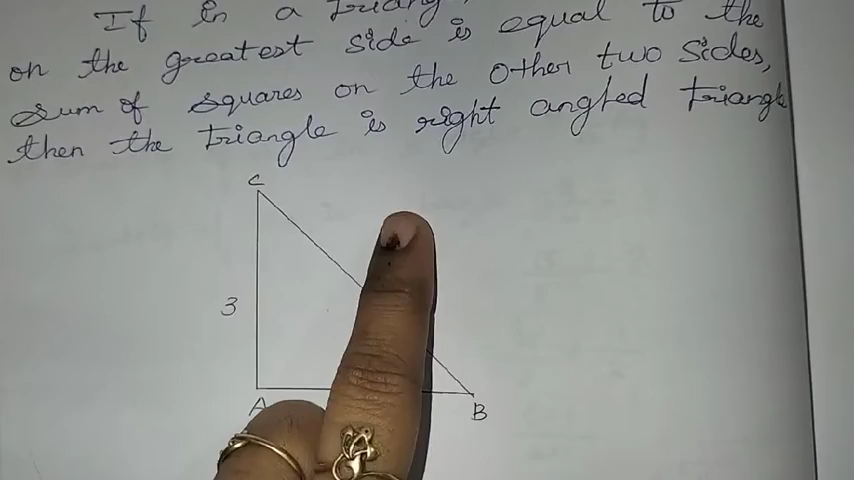 If in a triang
on the greatest side is equal to the
sum of squares on the other two sides,
then the triangle is right angled triangle
C
3
A
B